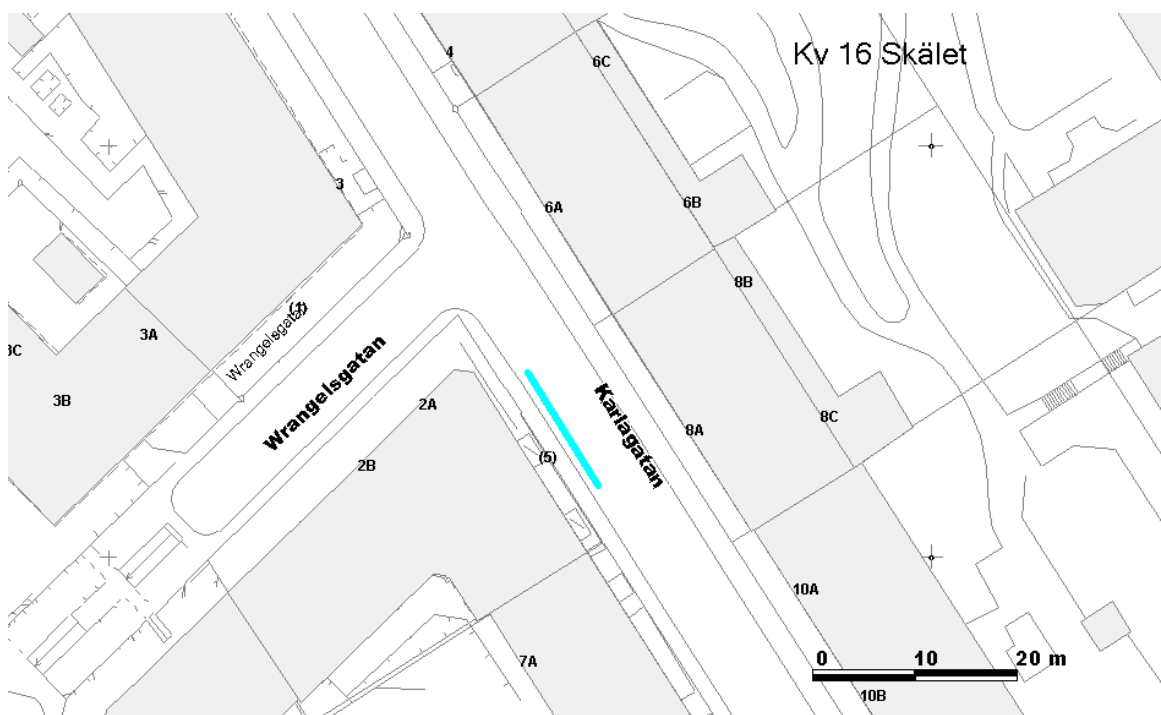 4
6C
Kv 16 Skälet
3
6A
6B
8B
(1)
Wrangelsgatan
3A
3C
3B
Wrangelsgatan
2A
2B
Karlagatan
8A
8C
(5)
10A
7A
0 10 20 m
10B